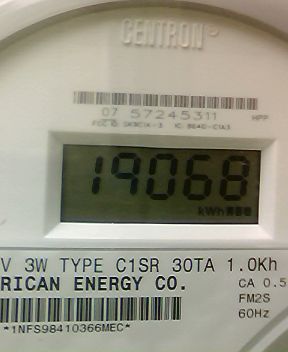 CENTRON®
07 57245311 HPP
19068
kWh
V 3W TYPE C1SR 30TA 1.0Kh
RICAN ENERGY CO. CA 0.5
FM2S
*1NFS98410366MEC* 60Hz